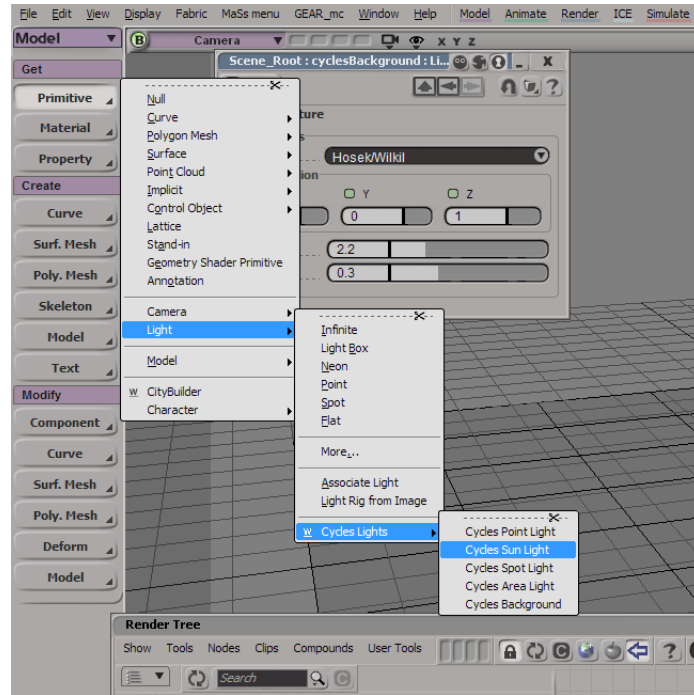 File Edit View Display Fabric MaSs menu GEAR_mc Window Help Model Animate Render ICE Simulate
Model B Camera X Y Z
Scene_Root : cyclesBackground : Li... X
Get
Primitive
Material
Property
Create
Curve
Surf. Mesh
Poly. Mesh
Skeleton
Model
Text
Modify
Component
Curve
Surf. Mesh
Poly. Mesh
Deform
Model
Null
Curve
Polygon Mesh
Surface
Point Cloud
Implicit
Control Object
Lattice
Stand-in
Geometry Shader Primitive
Annotation
Camera
Light
Model
W CityBuilder
Character
ture
s
Hosek/Wilkil
ion
Y Z
0 1
2.2
0.3
Infinite
Light Box
Neon
Point
Spot
Flat
More...
Associate Light
Light Rig from Image
W Cycles Lights
Cycles Point Light
Cycles Sun Light
Cycles Spot Light
Cycles Area Light
Cycles Background
Render Tree
Show Tools Nodes Clips Compounds User Tools
Search